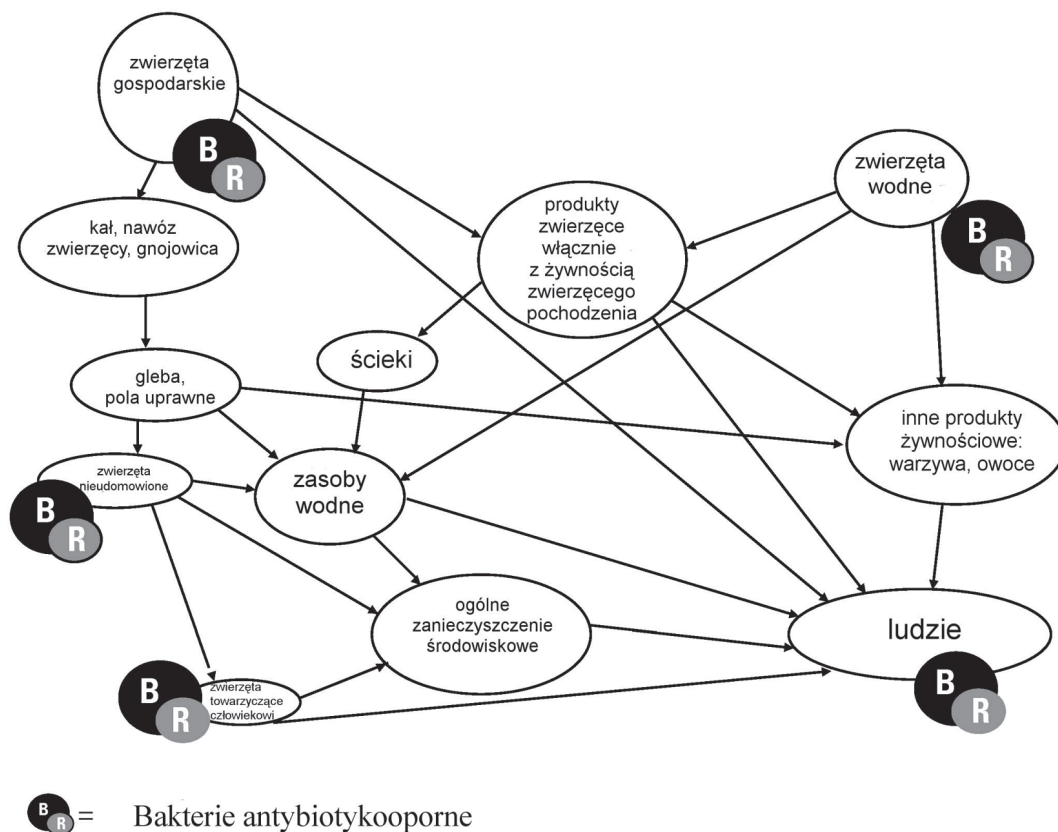 zwierzęta
gospodarskie
B
R
zwierzęta
wodne
B
R
kał, nawóz
zwierzęcy, gnojowica
produkty
zwierzęce
włącznie
z żywnością
zwierzęcego
pochodzenia
ścieki
gleba,
pola uprawne
inne produkty
żywnościowe:
warzywa, owoce
zwierzęta
nieudomowione
B
R
zasoby
wodne
ogólne
zanieczyszczenie
środowiskowe
ludzie
B
R
zwierzęta
towarzyczące
człowiekowi
B
R
B
R = Bakterie antybiotykooporne